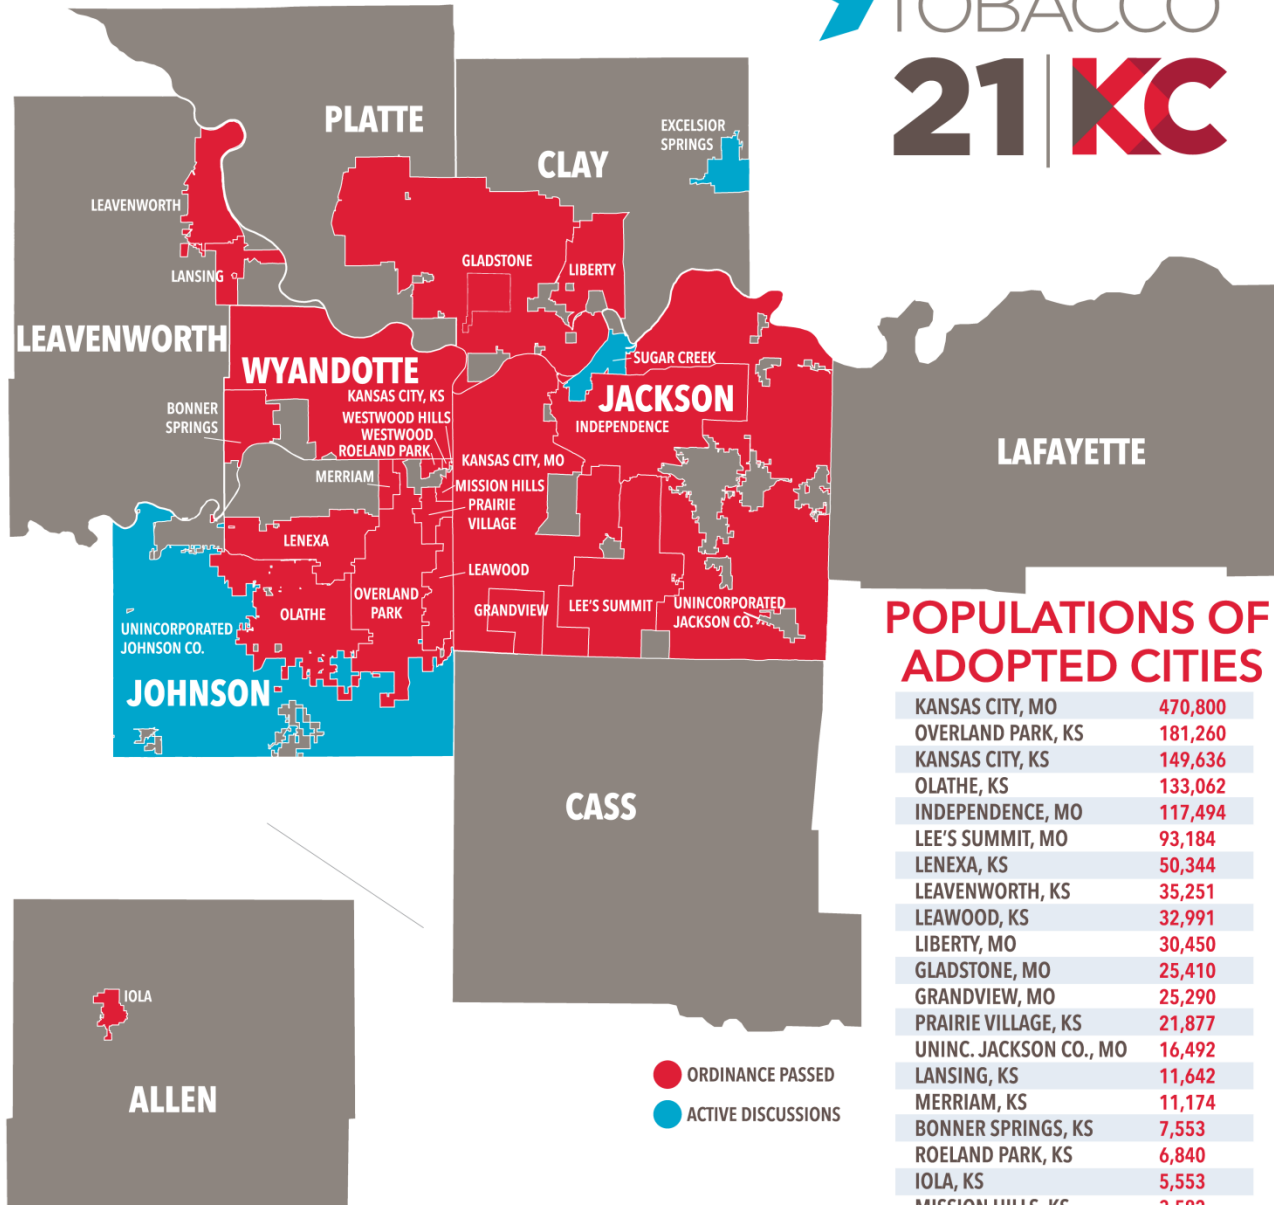 TOBACCO
21 KC
PLATTE
CLAY
EXCELSIOR
SPRINGS
LEAVENWORTH
LANSING
GLADSTONE
LIBERTY
LEAVENWORTH
WYANDOTTE
SUGAR CREEK
JACKSON
INDEPENDENCE
KANSAS CITY, KS
WESTWOOD HILLS
WESTWOOD
ROELAND PARK
BONNER
SPRINGS
MERRIAM
KANSAS CITY, MO
MISSION HILLS
PRAIRIE
VILLAGE
LAFAYETTE
LENEXA
LEAWOOD
OVERLAND
PARK
OLATHE
GRANDVIEW
LEE'S SUMMIT
UNINCORPORATED
JACKSON CO.
UNINCORPORATED
JOHNSON CO.
JOHNSON
CASS
IOLA
ALLEN
ORDINANCE PASSED
ACTIVE DISCUSSIONS
POPULATIONS OF
ADOPTED CITIES
KANSAS CITY, MO 470,800
OVERLAND PARK, KS 181,260
KANSAS CITY, KS 149,636
OLATHE, KS 133,062
INDEPENDENCE, MO 117,494
LEE'S SUMMIT, MO 93,184
LENEXA, KS 50,344
LEAVENWORTH, KS 35,251
LEAWOOD, KS 32,991
LIBERTY, MO 30,450
GLADSTONE, MO 25,410
GRANDVIEW, MO 25,290
PRAIRIE VILLAGE, KS 21,877
UNINC. JACKSON CO., MO 16,492
LANSING, KS 11,642
MERRIAM, KS 11,174
BONNER SPRINGS, KS 7,553
ROELAND PARK, KS 6,840
IOLA, KS 5,553
MISSION HILLS, KS